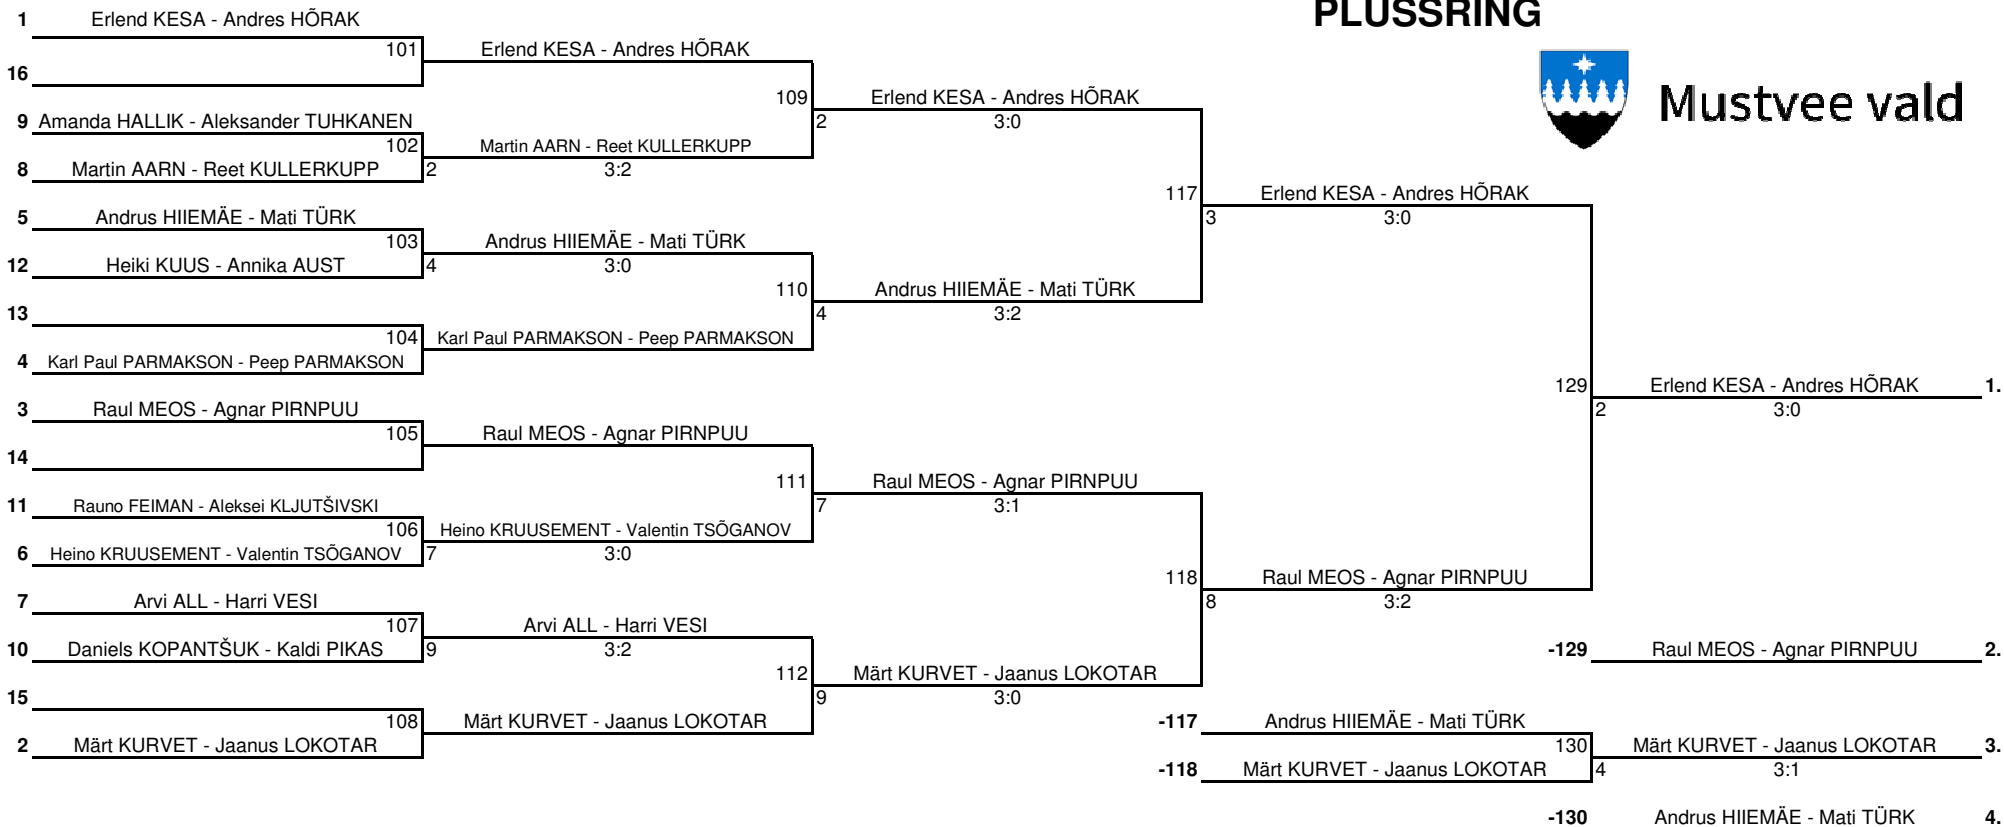 PLUSSRING
Mustvee vald
1 Erlend KESA - Andres HÕRAK
101 Erlend KESA - Andres HÕRAK
16
109 Erlend KESA - Andres HÕRAK
2 3:0
9 Amanda HALLIK - Aleksander TUHKANEN
102 Martin AARN - Reet KULLERKUPP
8 Martin AARN - Reet KULLERKUPP 2 3:2
117 Erlend KESA - Andres HÕRAK
3 3:0
5 Andrus HIIEMÄE - Mati TÜRK
103 Andrus HIIEMÄE - Mati TÜRK
12 Heiki KUUS - Annika AUST 4 3:0
110 Andrus HIIEMÄE - Mati TÜRK
4 3:2
13
104 Karl Paul PARMAKSON - Peep PARMAKSON
4 Karl Paul PARMAKSON - Peep PARMAKSON
129 Erlend KESA - Andres HÕRAK 1.
2 3:0
3 Raul MEOS - Agnar PIRNPUU
105 Raul MEOS - Agnar PIRNPUU
14
111 Raul MEOS - Agnar PIRNPUU
7 3:1
11 Rauno FEIMAN - Aleksei KLJUTŠIVSKI
106 Heino KRUUSEMENT - Valentin TSÕGANOV
6 Heino KRUUSEMENT - Valentin TSÕGANOV 7 3:0
118 Raul MEOS - Agnar PIRNPUU
8 3:2
7 Arvi ALL - Harri VESI
107 Arvi ALL - Harri VESI
10 Daniels KOPANTŠUK - Kaldi PIKAS 9 3:2
-129 Raul MEOS - Agnar PIRNPUU 2.
112 Märt KURVET - Jaanus LOKOTAR
9 3:0
15
108 Märt KURVET - Jaanus LOKOTAR
2 Märt KURVET - Jaanus LOKOTAR
-117 Andrus HIIEMÄE - Mati TÜRK
130 Märt KURVET - Jaanus LOKOTAR 3.
-118 Märt KURVET - Jaanus LOKOTAR 4 3:1
-130 Andrus HIIEMÄE - Mati TÜRK 4.